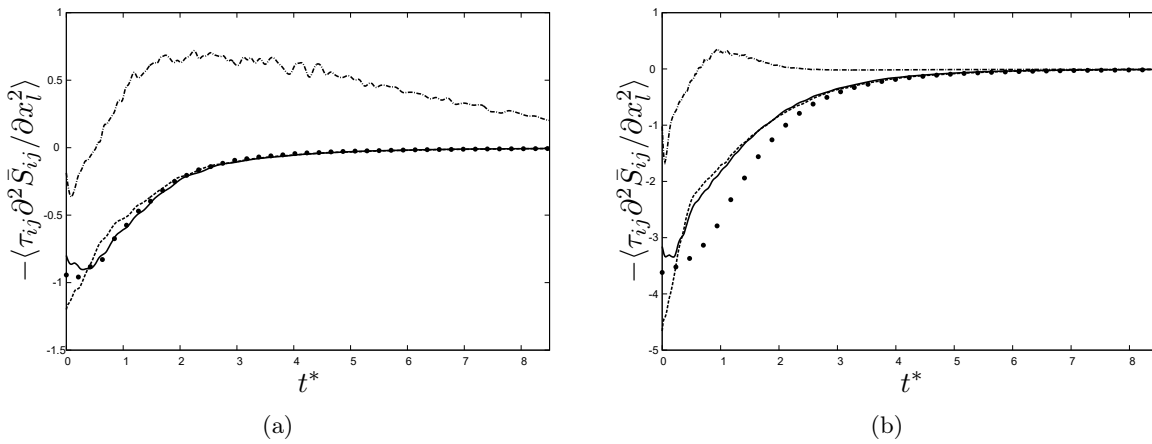 1
0.5
0
-0.5
-1
-1.5
0 1 2 3 4 5 6 7 8
−⟨τ_{ij}∂²S̄_{ij}/∂x_l²⟩
t*
(a)
1
0
-1
-2
-3
-4
-5
0 1 2 3 4 5 6 7 8
−⟨τ_{ij}∂²S̄_{ij}/∂x_l²⟩
t*
(b)